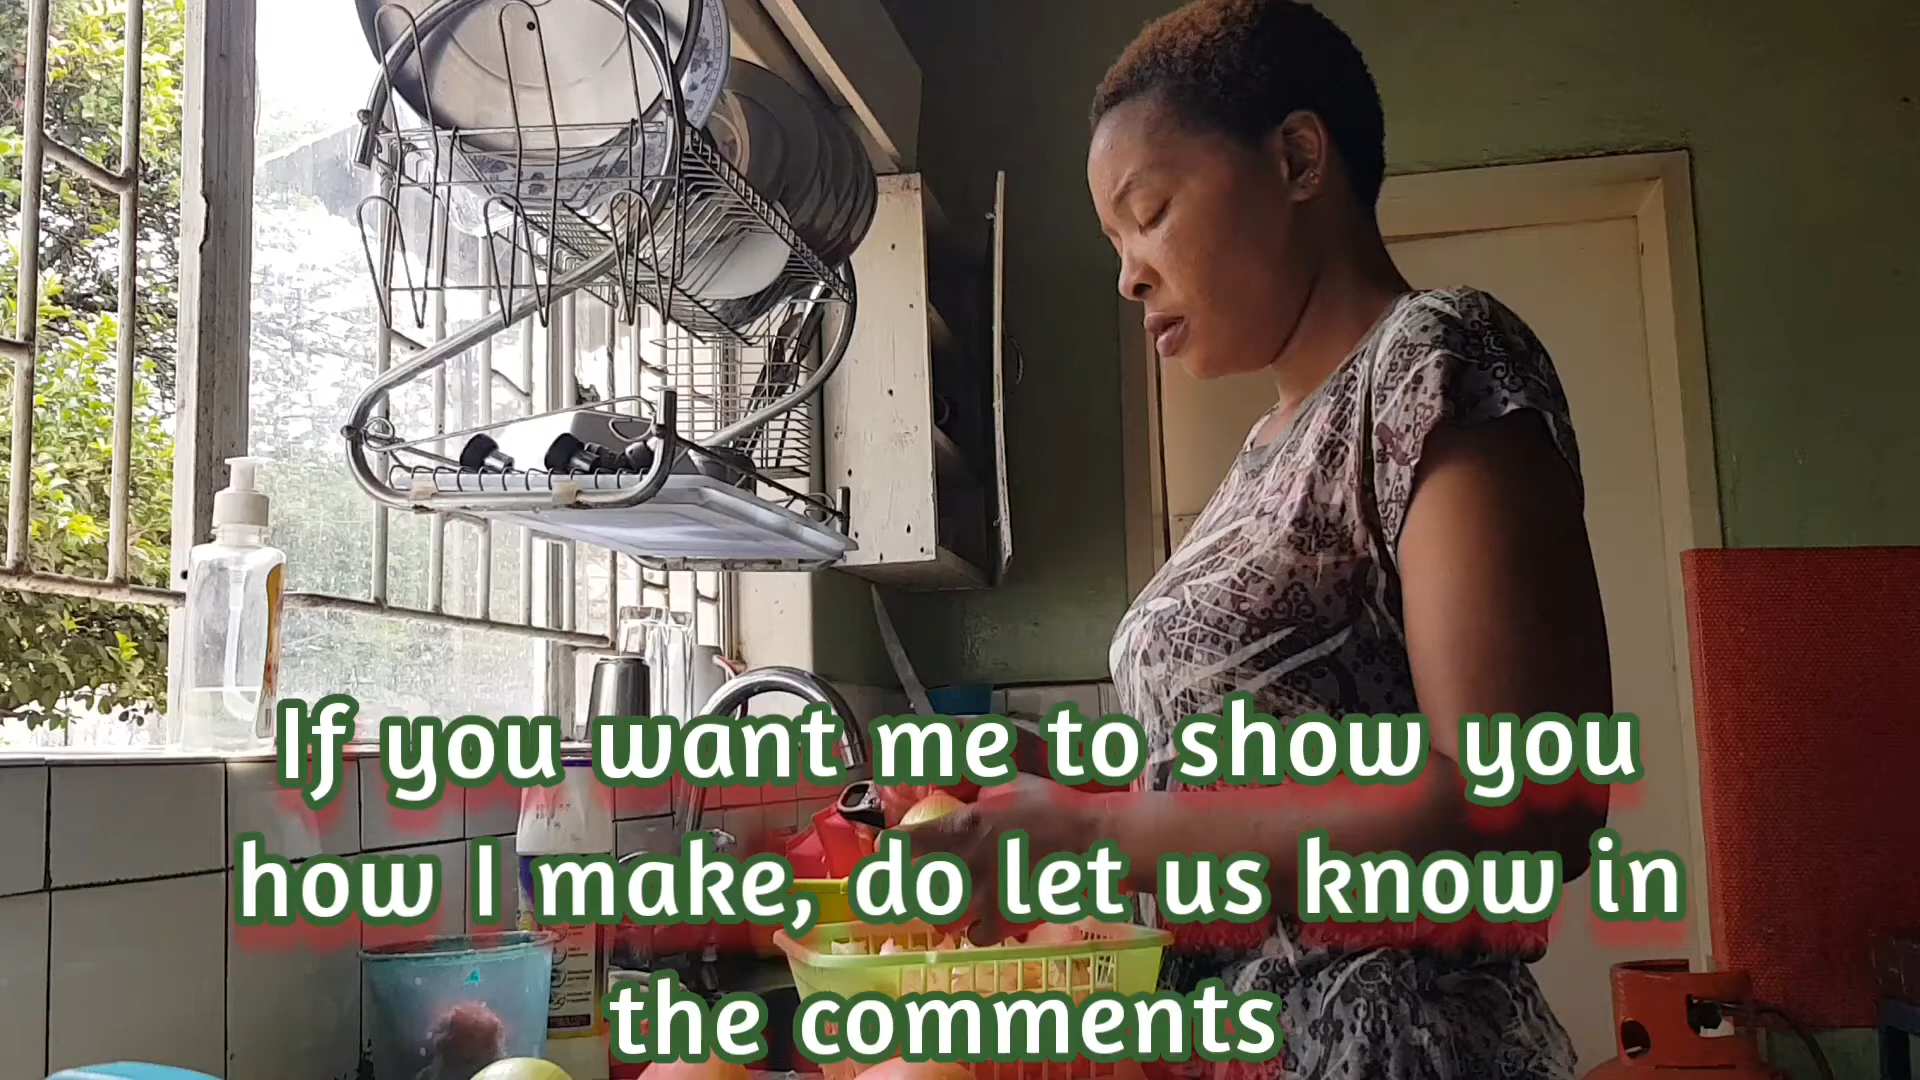 If you want me to show you
how I make, do let us know in
the comments